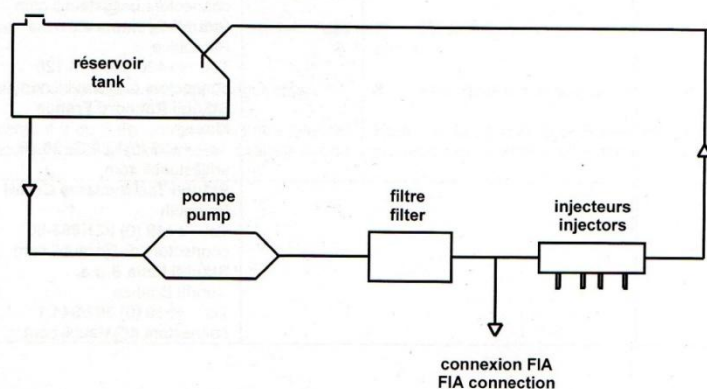 réservoir
tank
pompe
pump
filtre
filter
injecteurs
injectors
connexion FIA
FIA connection